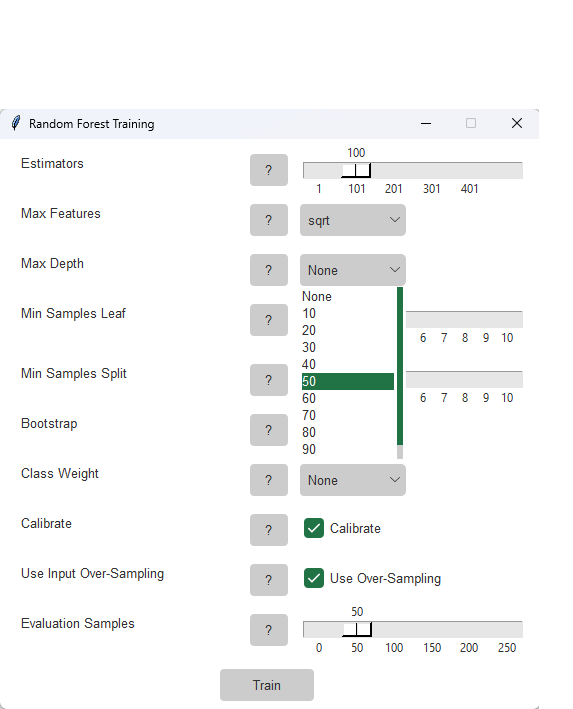 Random Forest Training
100
Estimators ?
1 101 201 301 401
Max Features ? sqrt
Max Depth ? None
None
10
20
30
40
50
60
70
80
90
Min Samples Leaf ?
6 7 8 9 10
Min Samples Split ?
6 7 8 9 10
Bootstrap ?
Class Weight ? None
Calibrate ? Calibrate
Use Input Over-Sampling ? Use Over-Sampling
50
Evaluation Samples ?
0 50 100 150 200 250
Train